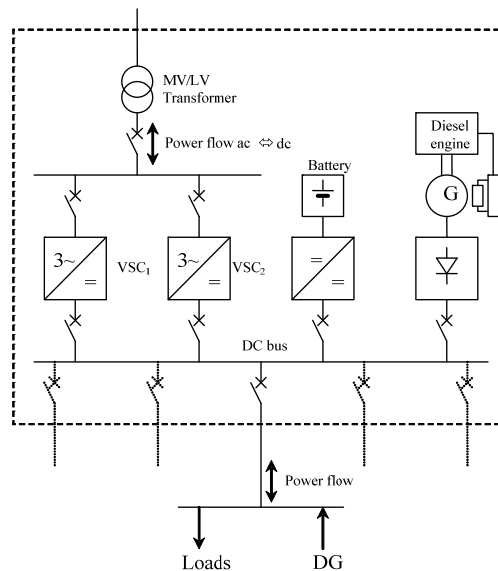 MV/LV
Transformer
Power flow ac ⇔ dc
Diesel
engine
Battery
G
3~
=
VSC₁
3~
=
VSC₂
=
=
DC bus
Power flow
Loads
DG